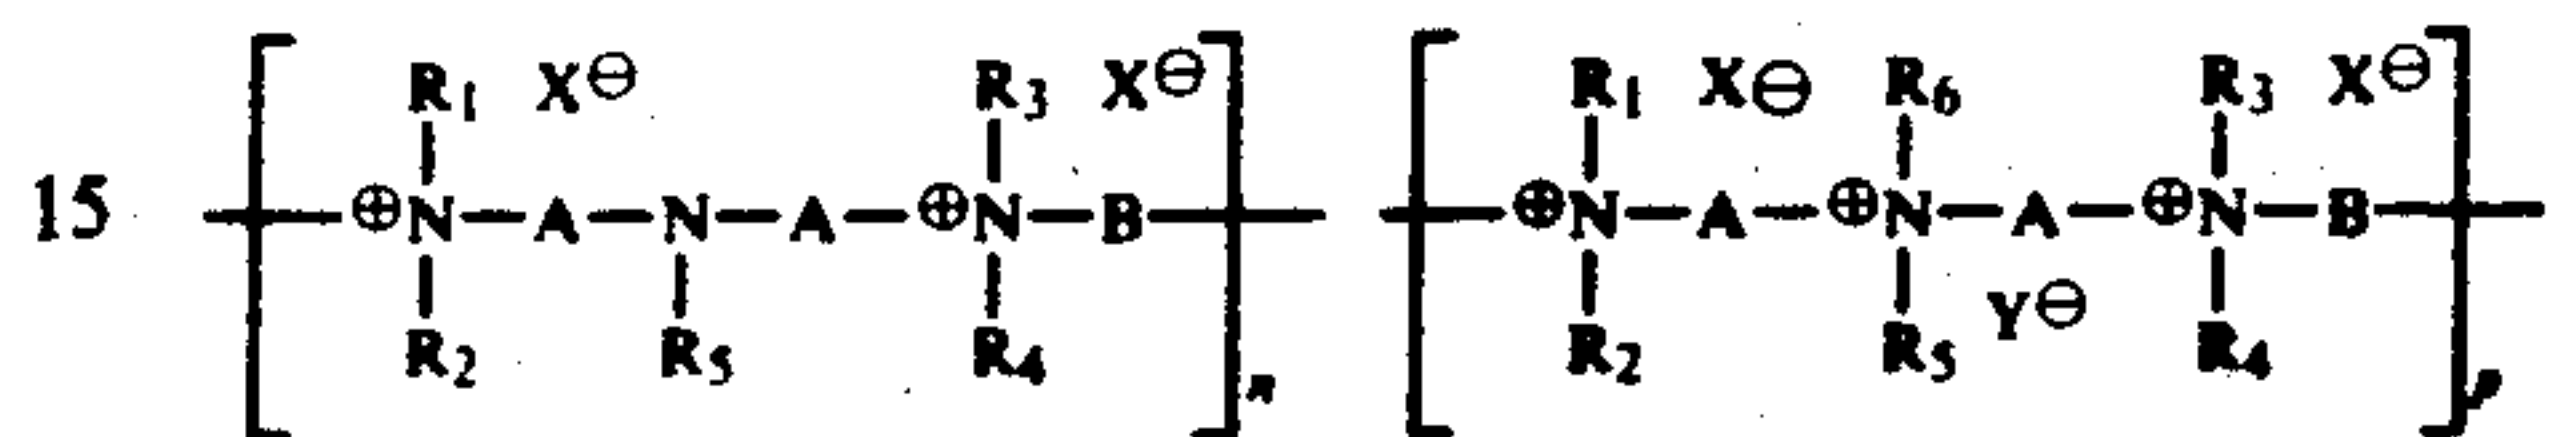 R₁ X⊖ R₃ X⊖ R₁ X⊖ R₆ R₃ X⊖
15 ⊕N—A—N—A—⊕N—B ⊕N—A—⊕N—A—⊕N—B
Y⊖
R₂ R₅ R₄ R₂ R₅ R₄
n p